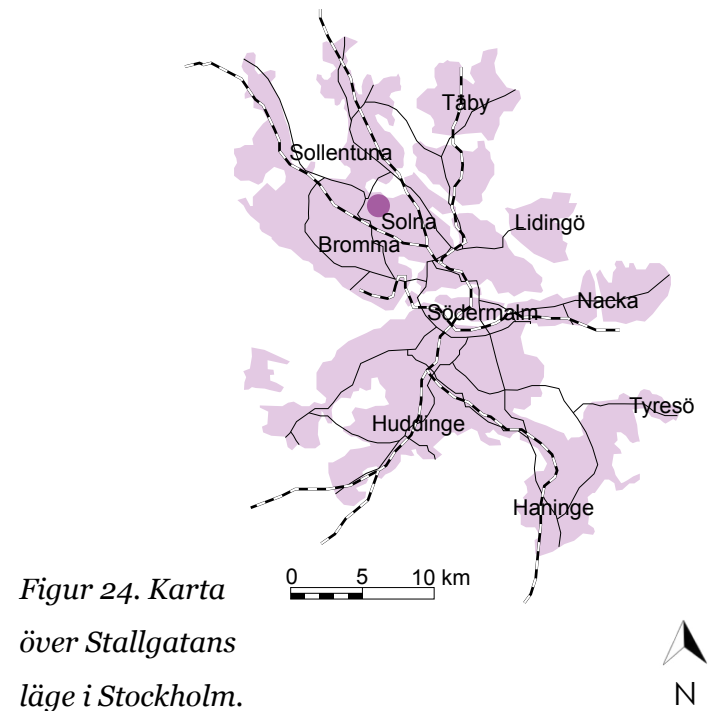 Täby
Sollentuna
Solna
Lidingö
Bromma
Nacka
Södermalm
Tyresö
Huddinge
Haninge
0 5 10 km
Figur 24. Karta
över Stallgatans
läge i Stockholm.
N